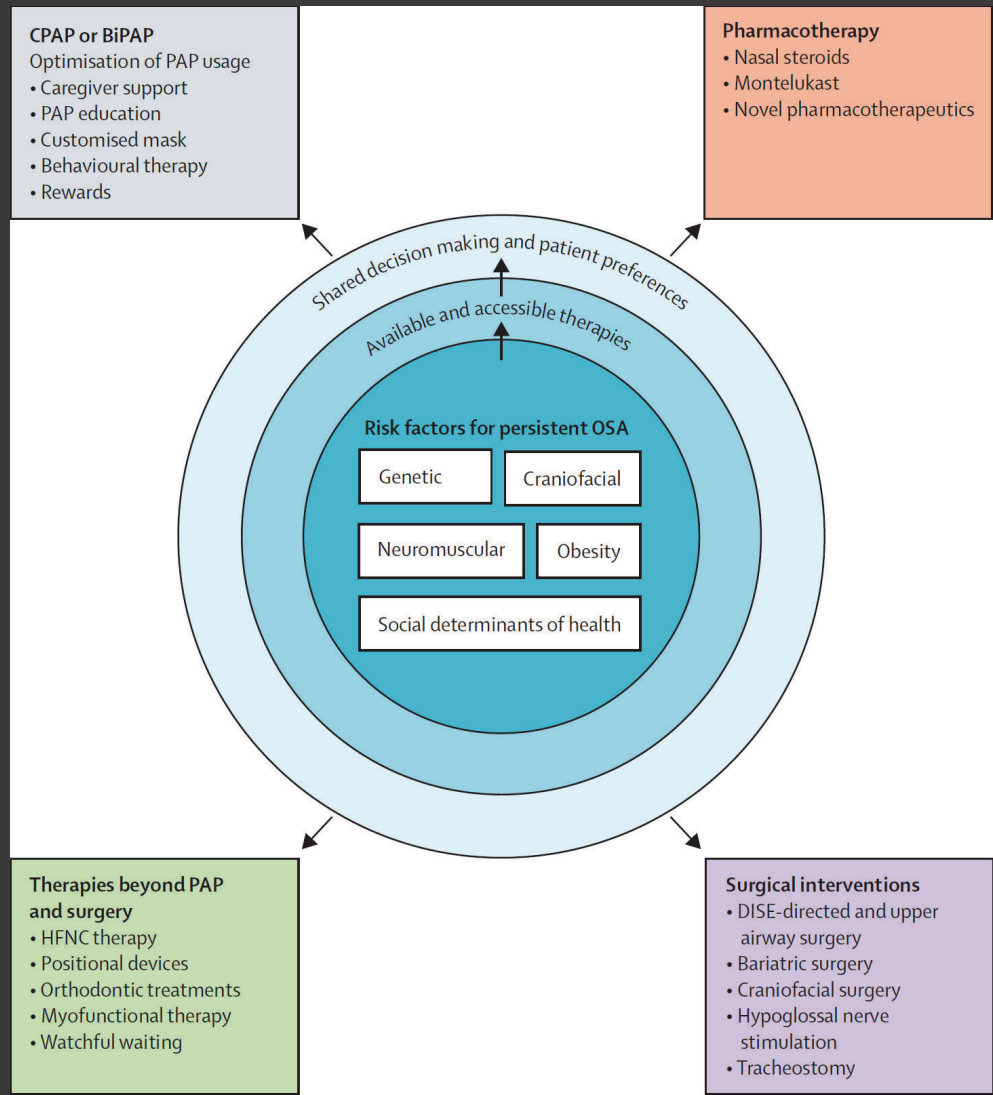 CPAP or BiPAP
Optimisation of PAP usage
• Caregiver support
• PAP education
• Customised mask
• Behavioural therapy
• Rewards
Pharmacotherapy
• Nasal steroids
• Montelukast
• Novel pharmacotherapeutics
Shared decision making and patient preferences
Available and accessible therapies
Risk factors for persistent OSA
Genetic
Craniofacial
Neuromuscular
Obesity
Social determinants of health
Therapies beyond PAP
and surgery
• HFNC therapy
• Positional devices
• Orthodontic treatments
• Myofunctional therapy
• Watchful waiting
Surgical interventions
• DISE-directed and upper
airway surgery
• Bariatric surgery
• Craniofacial surgery
• Hypoglossal nerve
stimulation
• Tracheostomy